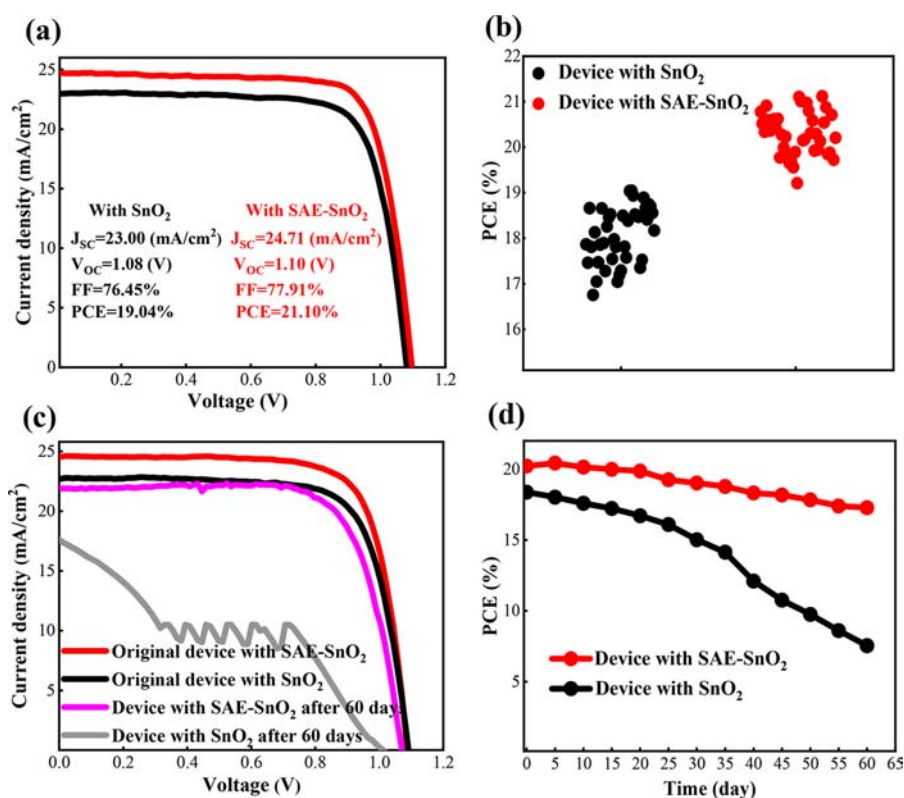 (a)
Current density (mA/cm²)
25
20
15
10
5
0
With SnO₂ With SAE-SnO₂
J_SC=23.00 (mA/cm²) J_SC=24.71 (mA/cm²)
V_OC=1.08 (V) V_OC=1.10 (V)
FF=76.45% FF=77.91%
PCE=19.04% PCE=21.10%
0.2 0.4 0.6 0.8 1.0 1.2
Voltage (V)
(b)
PCE (%)
22
21
20
19
18
17
16
Device with SnO₂
Device with SAE-SnO₂
(c)
Current density (mA/cm²)
25
20
15
10
5
0
Original device with SAE-SnO₂
Original device with SnO₂
Device with SAE-SnO₂ after 60 days
Device with SnO₂ after 60 days
0.0 0.2 0.4 0.6 0.8 1.0 1.2
Voltage (V)
(d)
PCE (%)
20
15
10
5
Device with SAE-SnO₂
Device with SnO₂
0 5 10 15 20 25 30 35 40 45 50 55 60 65
Time (day)